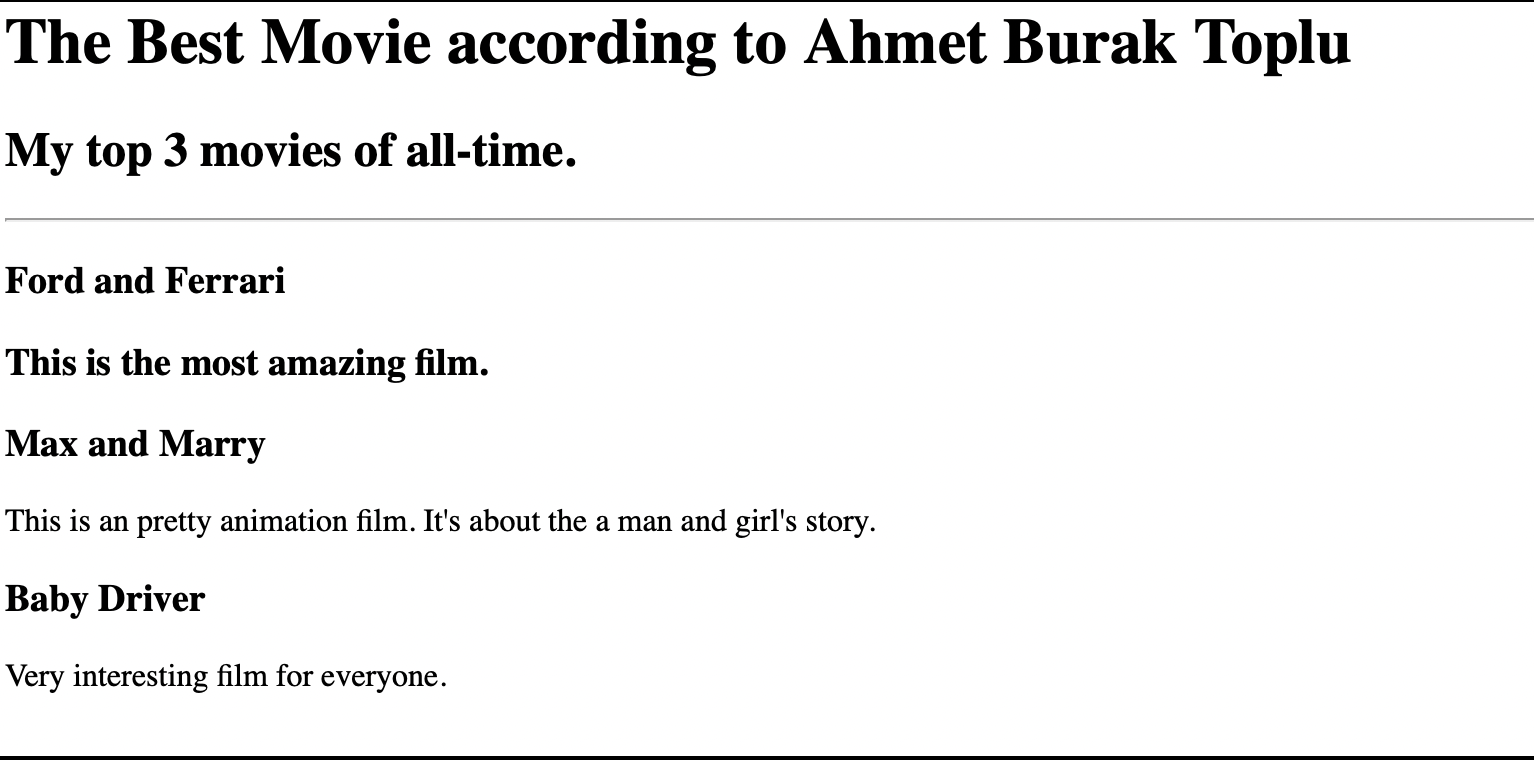 The Best Movie according to Ahmet Burak Toplu
My top 3 movies of all-time.
Ford and Ferrari
This is the most amazing film.
Max and Marry
This is an pretty animation film. It's about the a man and girl's story.
Baby Driver
Very interesting film for everyone.